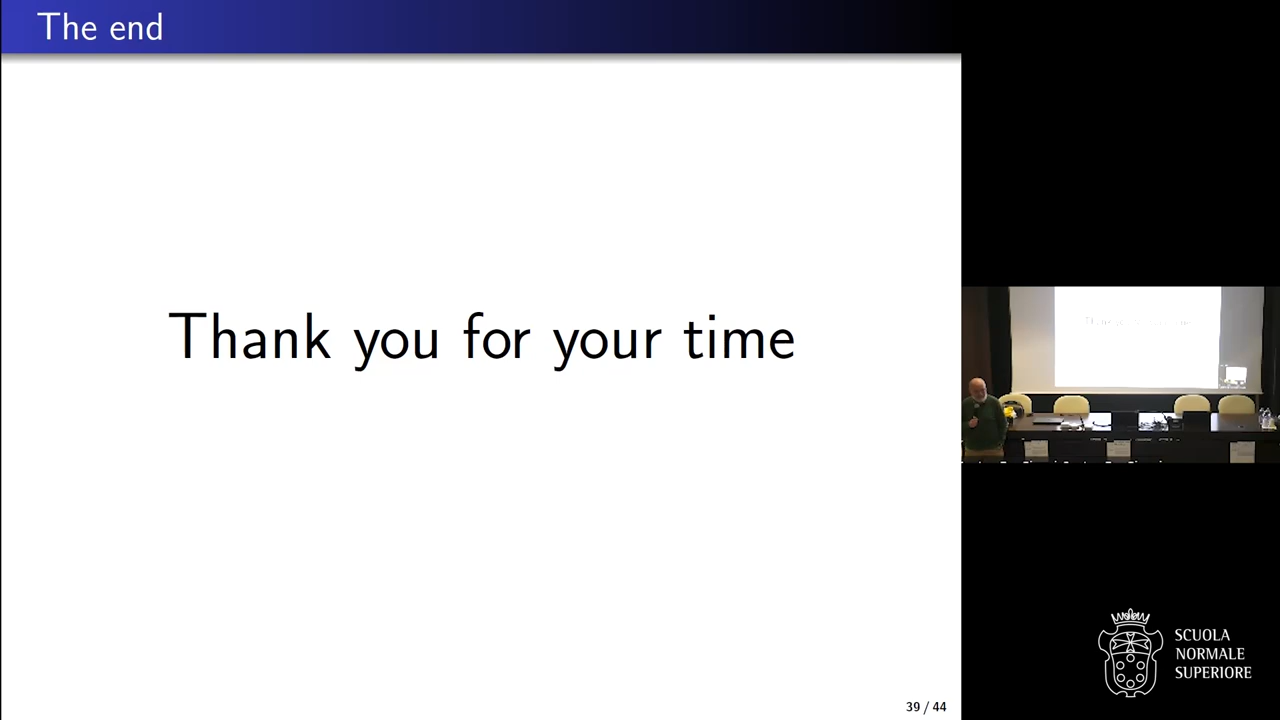 The end
Thank you for your time
39 / 44
SCUOLA
NORMALE
SUPERIORE